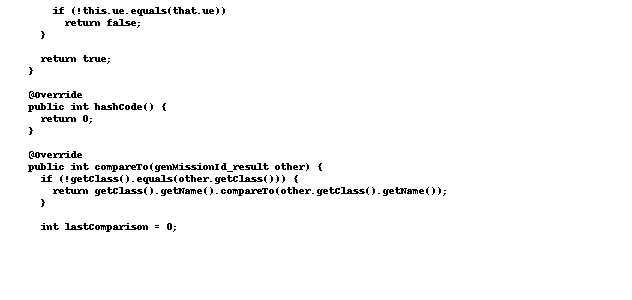 if (!this.ue.equals(that.ue))
return false;
}
return true;
}
@Override
public int hashCode() {
return 0;
}
@Override
public int compareTo(genMissionId_result other) {
if (!getClass().equals(other.getClass())) {
return getClass().getName().compareTo(other.getClass().getName());
}
int lastComparison = 0;